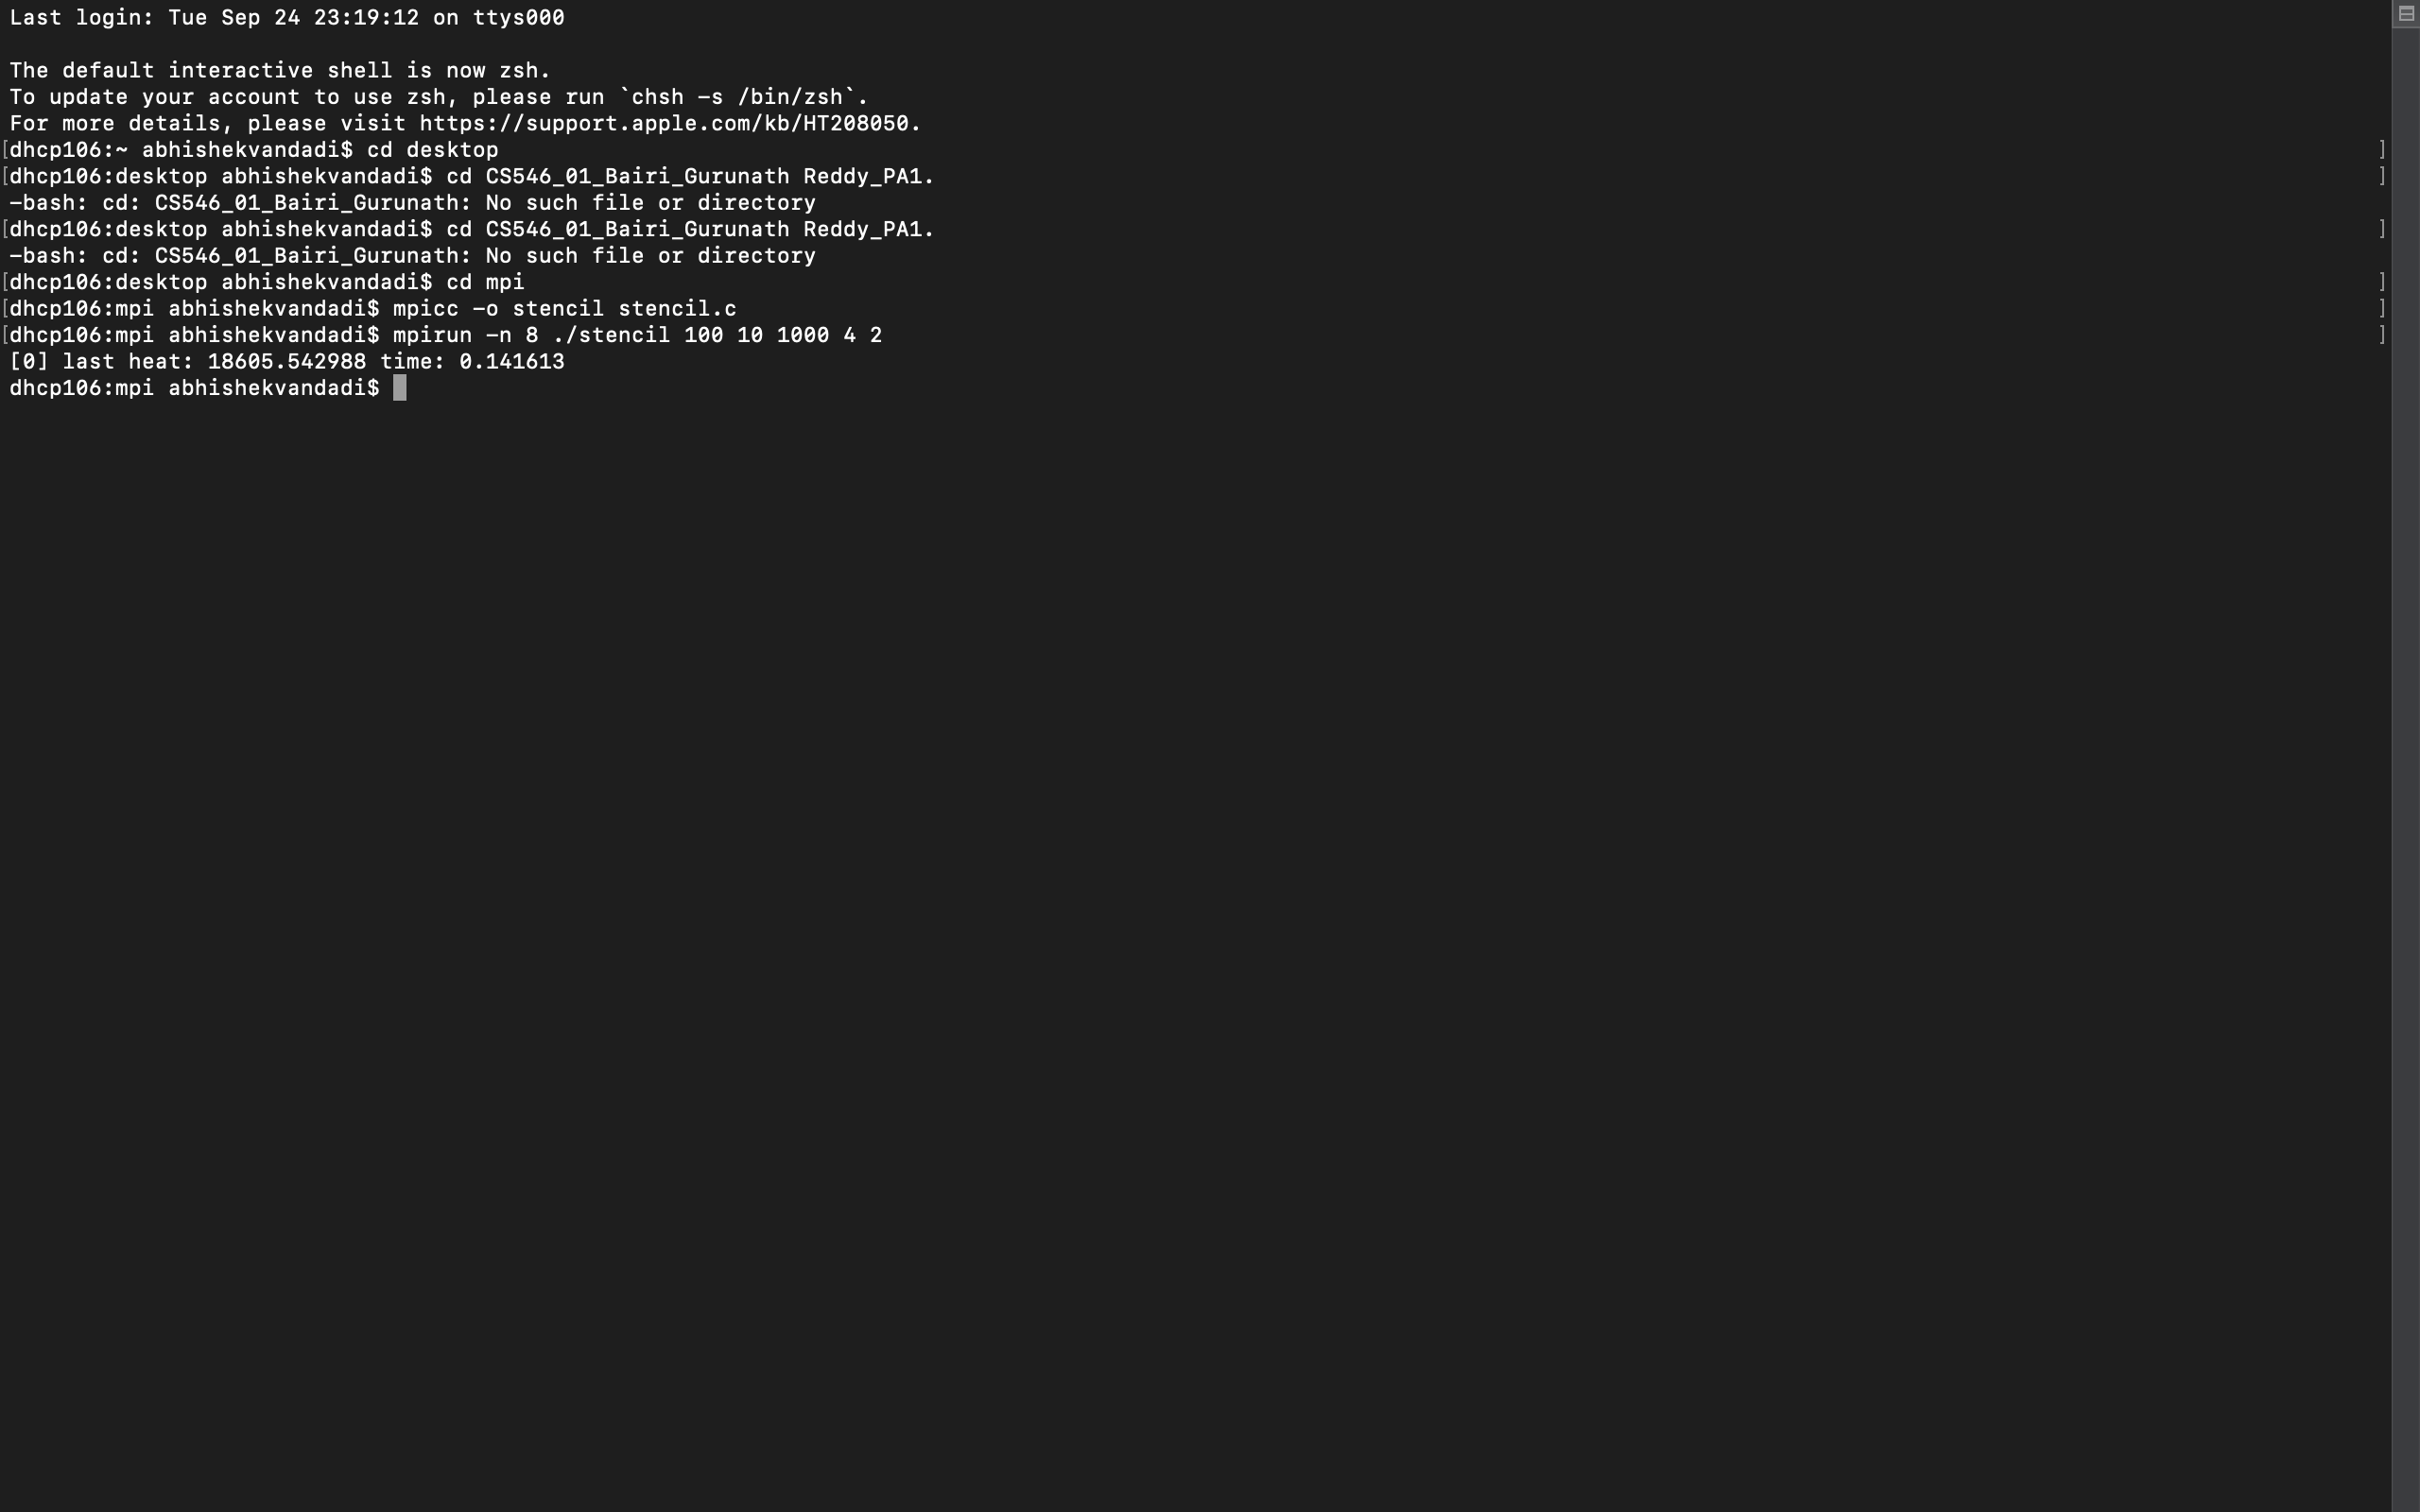 Last login: Tue Sep 24 23:19:12 on ttys000
The default interactive shell is now zsh.
To update your account to use zsh, please run `chsh -s /bin/zsh`.
For more details, please visit https://support.apple.com/kb/HT208050.
[dhcp106:~ abhishekvandadi$ cd desktop ]
[dhcp106:desktop abhishekvandadi$ cd CS546_01_Bairi_Gurunath Reddy_PA1. ]
-bash: cd: CS546_01_Bairi_Gurunath: No such file or directory
[dhcp106:desktop abhishekvandadi$ cd CS546_01_Bairi_Gurunath Reddy_PA1. ]
-bash: cd: CS546_01_Bairi_Gurunath: No such file or directory
[dhcp106:desktop abhishekvandadi$ cd mpi ]
[dhcp106:mpi abhishekvandadi$ mpicc -o stencil stencil.c ]
[dhcp106:mpi abhishekvandadi$ mpirun -n 8 ./stencil 100 10 1000 4 2 ]
[0] last heat: 18605.542988 time: 0.141613
dhcp106:mpi abhishekvandadi$